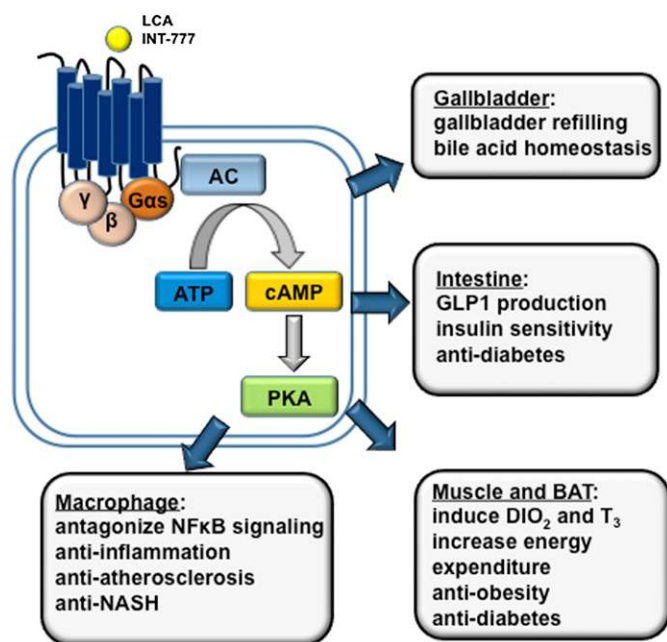 LCA
INT-777
AC
γ
β
Gαs
ATP
cAMP
PKA
Gallbladder:
gallbladder refilling
bile acid homeostasis
Intestine:
GLP1 production
insulin sensitivity
anti-diabetes
Macrophage:
antagonize NFκB signaling
anti-inflammation
anti-atherosclerosis
anti-NASH
Muscle and BAT:
induce DIO₂ and T₃
increase energy
expenditure
anti-obesity
anti-diabetes